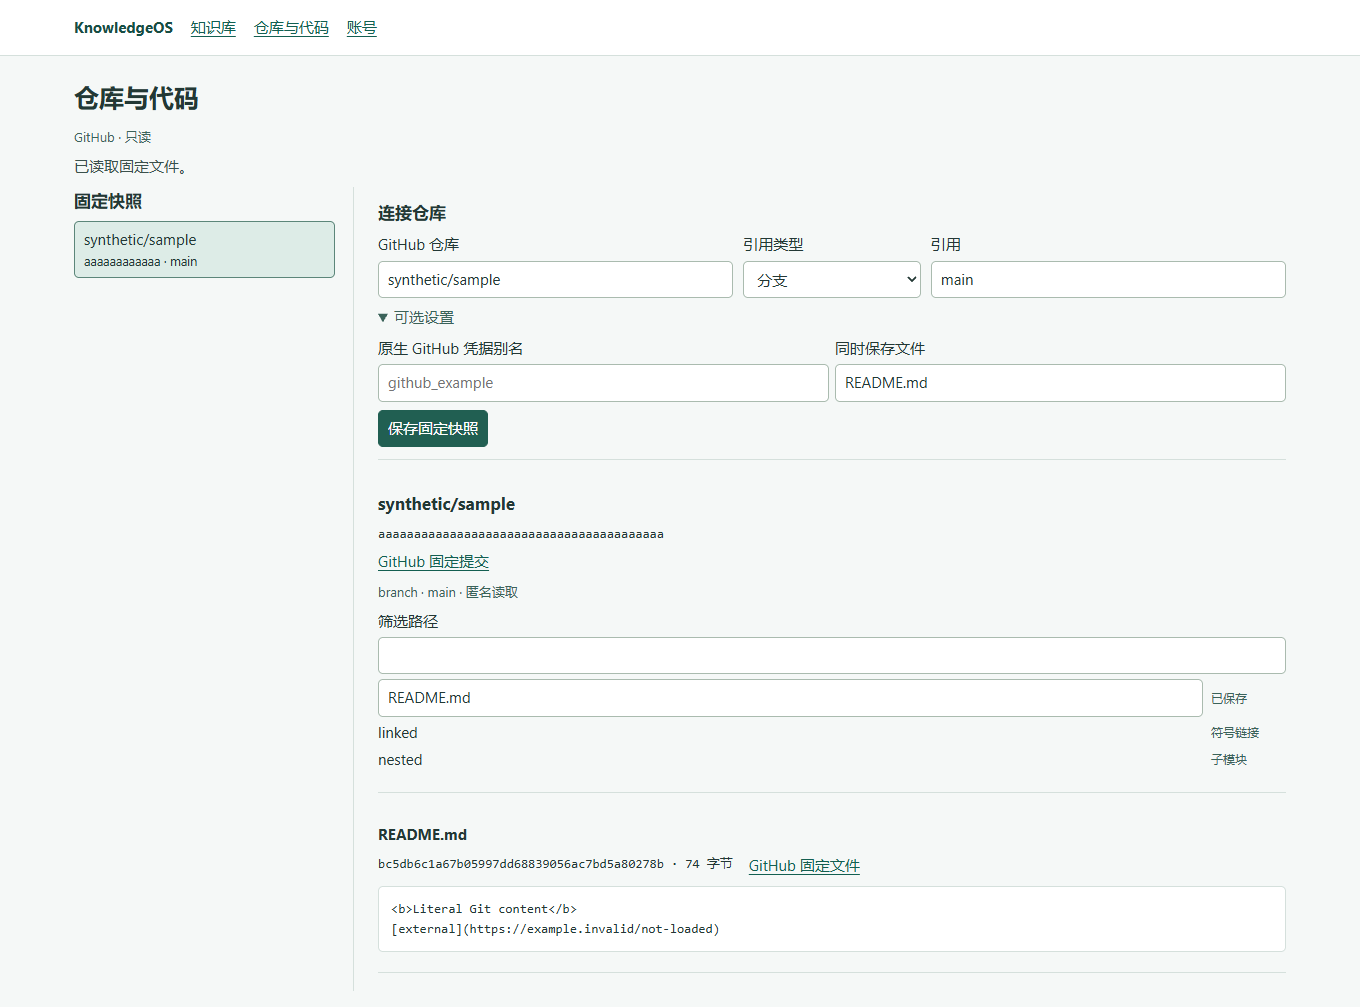 KnowledgeOS 知识库 仓库与代码 账号
仓库与代码
GitHub · 只读
已读取固定文件。
固定快照
synthetic/sample
aaaaaaaaaaaa · main
连接仓库
GitHub 仓库 引用类型 引用
synthetic/sample 分支 main
▼ 可选设置
原生 GitHub 凭据别名 同时保存文件
github_example README.md
保存固定快照
synthetic/sample
aaaaaaaaaaaaaaaaaaaaaaaaaaaaaaaaaaaaaaaa
GitHub 固定提交
branch · main · 匿名读取
筛选路径
README.md 已保存
linked 符号链接
nested 子模块
README.md
bc5db6c1a67b05997dd68839056ac7bd5a80278b · 74 字节 GitHub 固定文件
<b>Literal Git content</b>
[external](https://example.invalid/not-loaded)